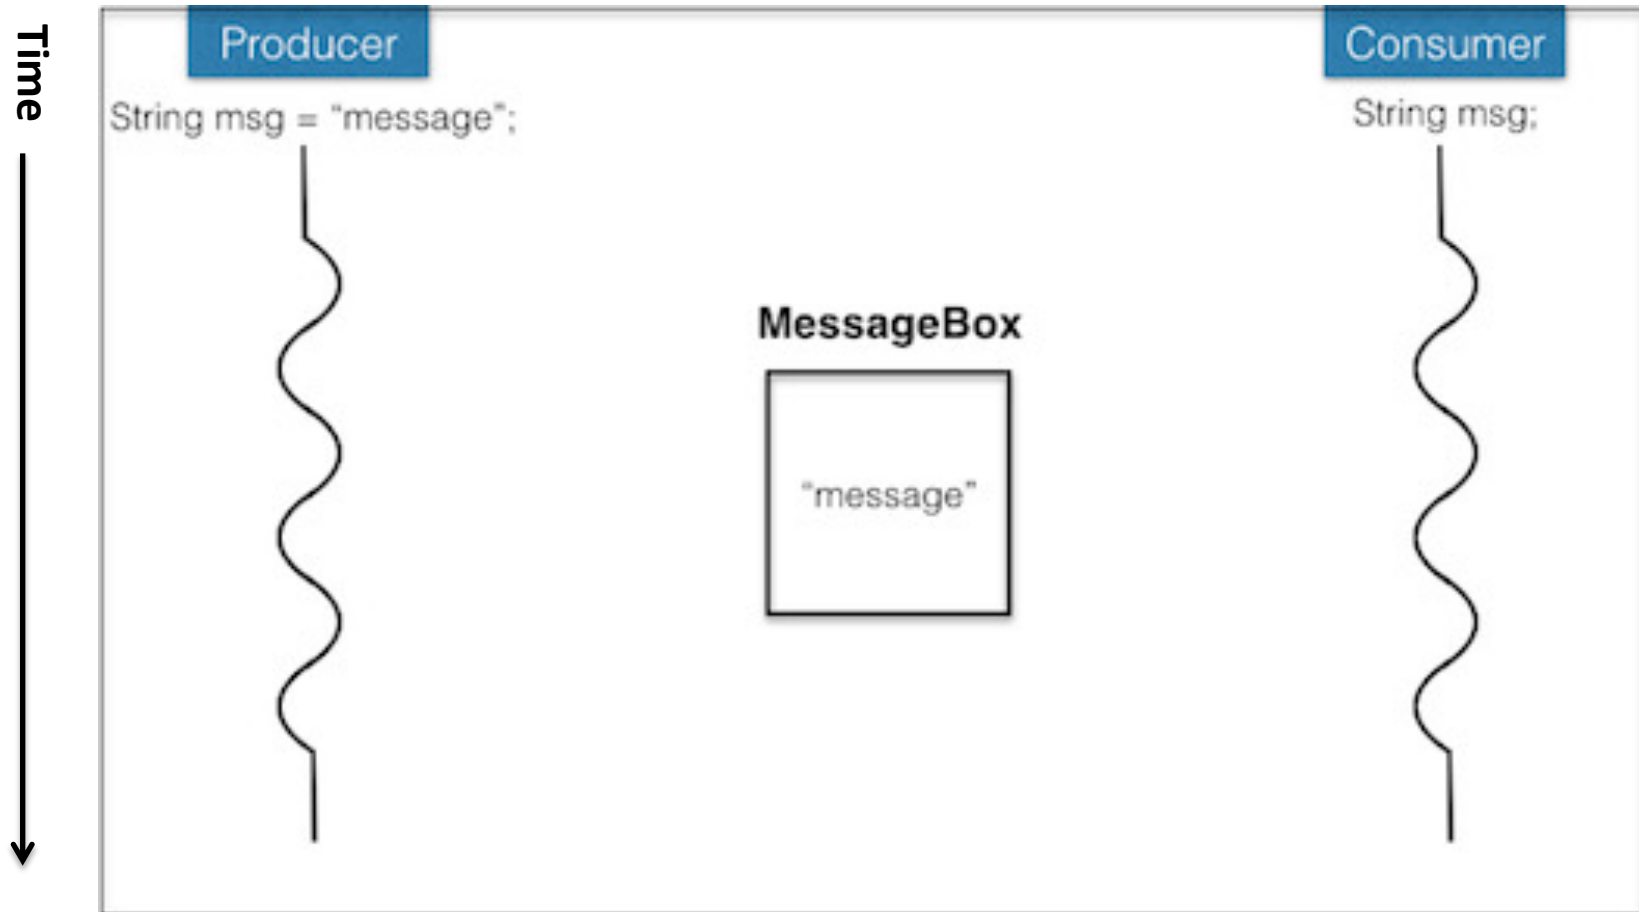 Time
Producer
Consumer
String msg = “message”;
String msg;
MessageBox
“message”